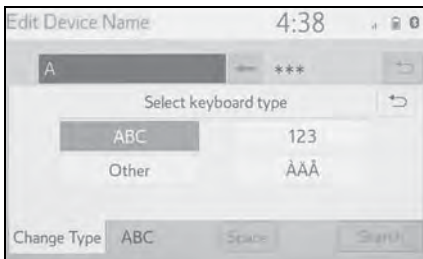 Edit Device Name 4:38
A ***
Select keyboard type
ABC 123
Other ÀÄÂ
Change Type ABC Space Search